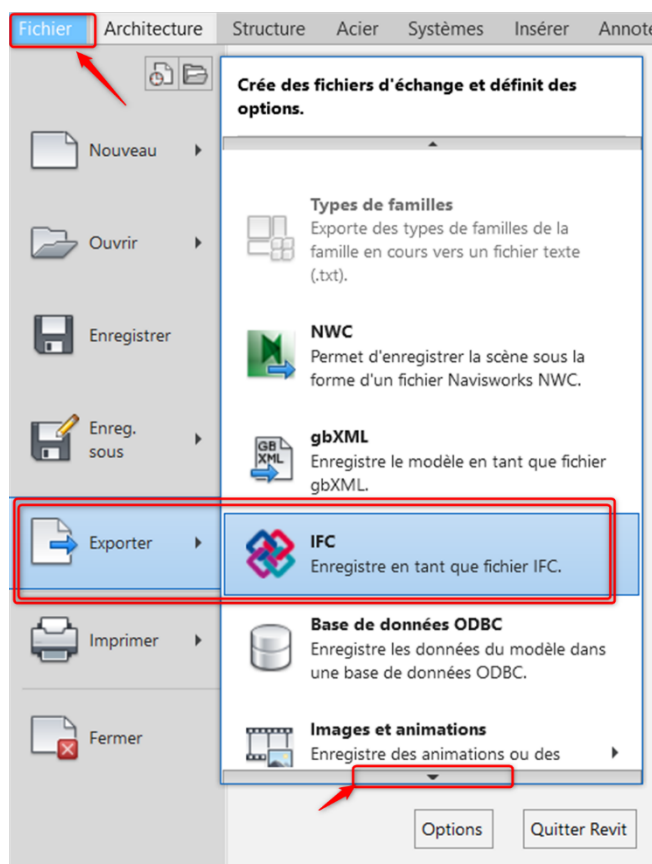 Fichier Architecture Structure Acier Systèmes Insérer Annote
Crée des fichiers d'échange et définit des
options.
Nouveau
Types de familles
Exporte des types de familles de la
famille en cours vers un fichier texte
(.txt).
Ouvrir
NWC
Permet d'enregistrer la scène sous la
forme d'un fichier Navisworks NWC.
Enregistrer
gbXML
Enregistre le modèle en tant que fichier
gbXML.
GB
XML
Enreg.
sous
Exporter
IFC
Enregistre en tant que fichier IFC.
Base de données ODBC
Enregistre les données du modèle dans
une base de données ODBC.
Imprimer
Images et animations
Enregistre des animations ou des
Fermer
Options
Quitter Revit